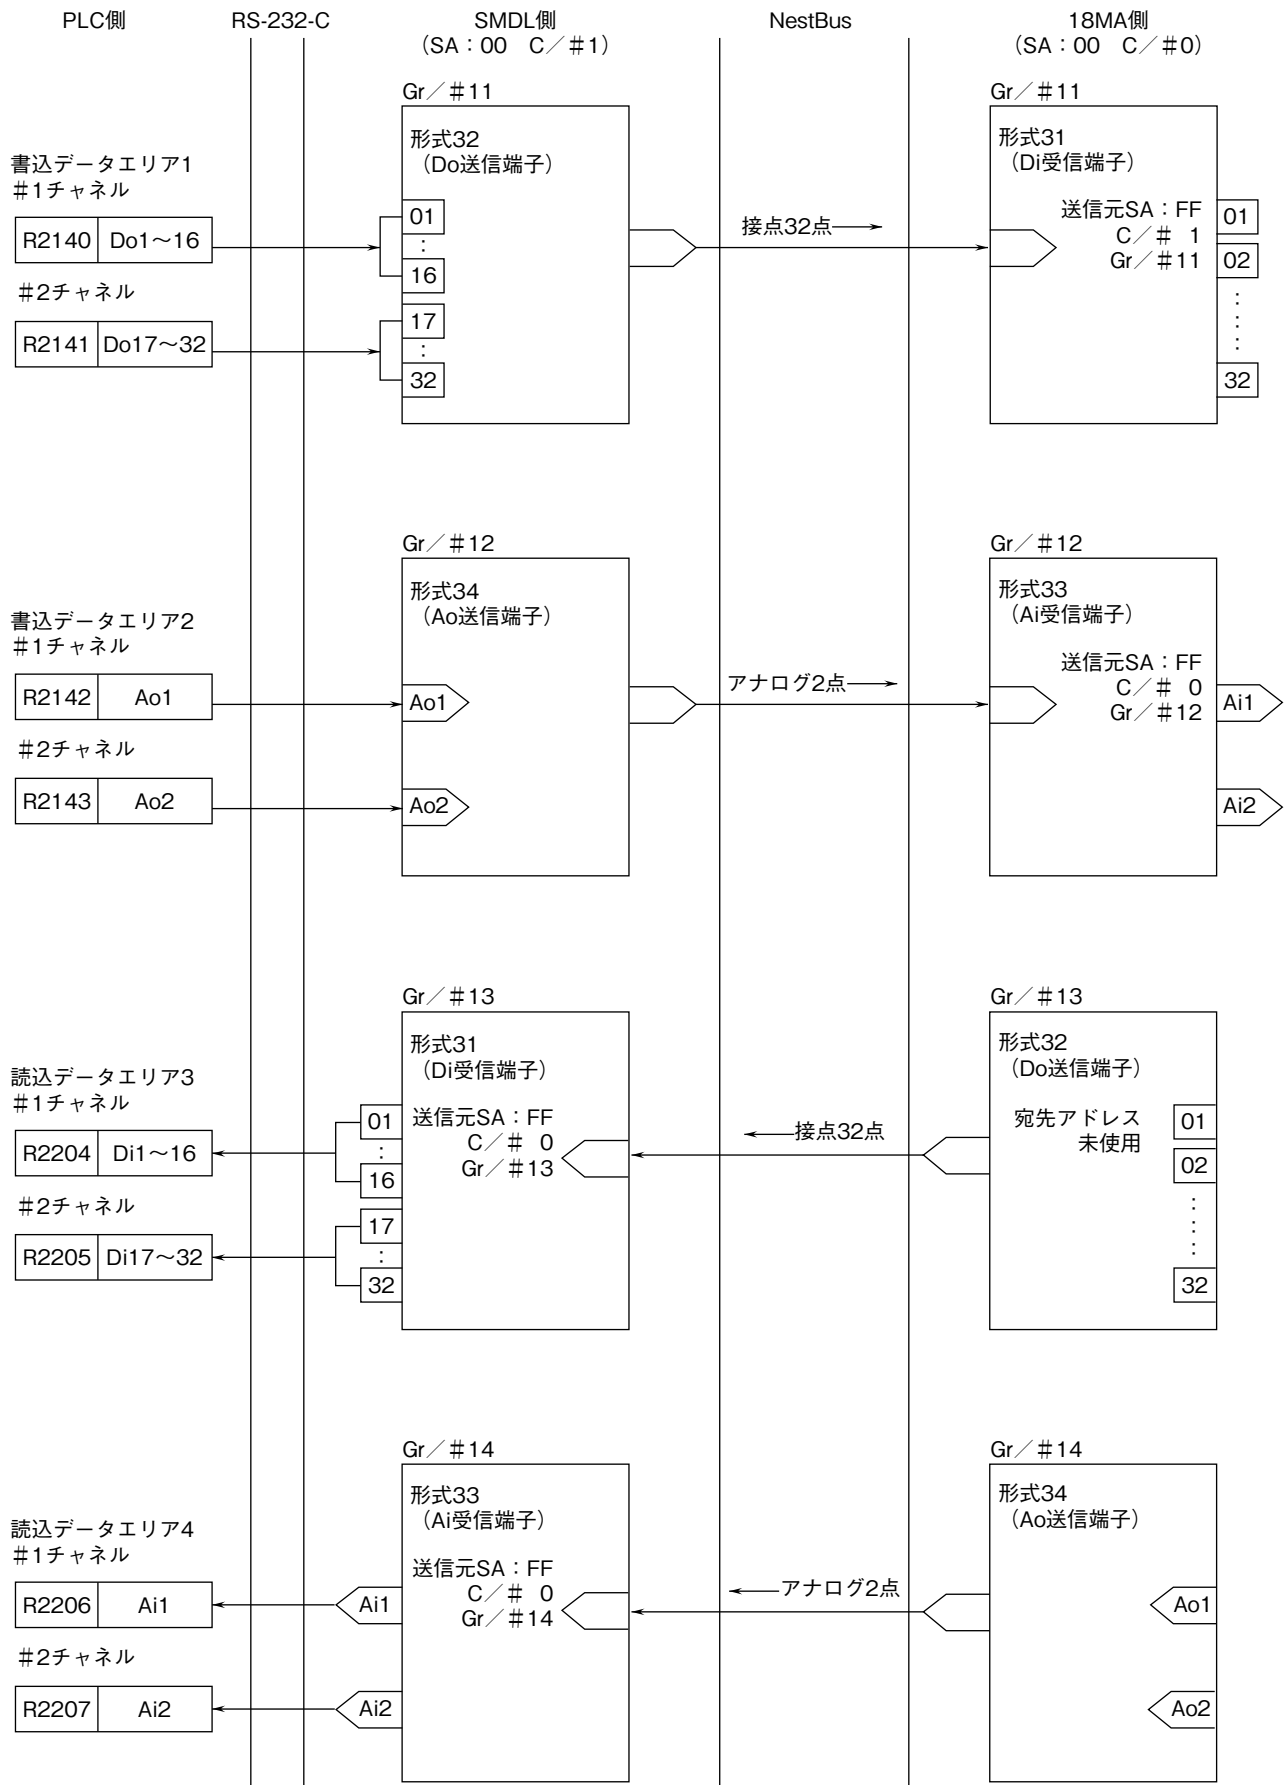 PLC側 RS-232-C SMDL側 NestBus 18MA側
（SA：00　C／＃1） （SA：00　C／＃0）
Gr／＃11 Gr／＃11
形式32 形式31
（Do送信端子） （Di受信端子）
書込データエリア1
＃1チャネル
R2140 Do1～16
01
：
16
接点32点
送信元SA：FF
C／＃ 1
Gr／＃11
01
02
32
＃2チャネル
R2141 Do17～32
17
：
32
Gr／＃12 Gr／＃12
形式34 形式33
（Ao送信端子） （Ai受信端子）
書込データエリア2
＃1チャネル
R2142 Ao1
Ao1
アナログ2点
送信元SA：FF
C／＃ 0
Gr／＃12
Ai1
＃2チャネル
R2143 Ao2
Ao2
Ai2
Gr／＃13 Gr／＃13
形式31 形式32
（Di受信端子） （Do送信端子）
読込データエリア3
＃1チャネル
R2204 Di1～16
01
：
16
送信元SA：FF
C／＃ 0
Gr／＃13
接点32点
宛先アドレス
未使用
01
02
32
＃2チャネル
R2205 Di17～32
17
：
32
Gr／＃14 Gr／＃14
形式33 形式34
（Ai受信端子） （Ao送信端子）
読込データエリア4
＃1チャネル
R2206 Ai1
Ai1
送信元SA：FF
C／＃ 0
Gr／＃14
アナログ2点
Ao1
＃2チャネル
R2207 Ai2
Ai2
Ao2